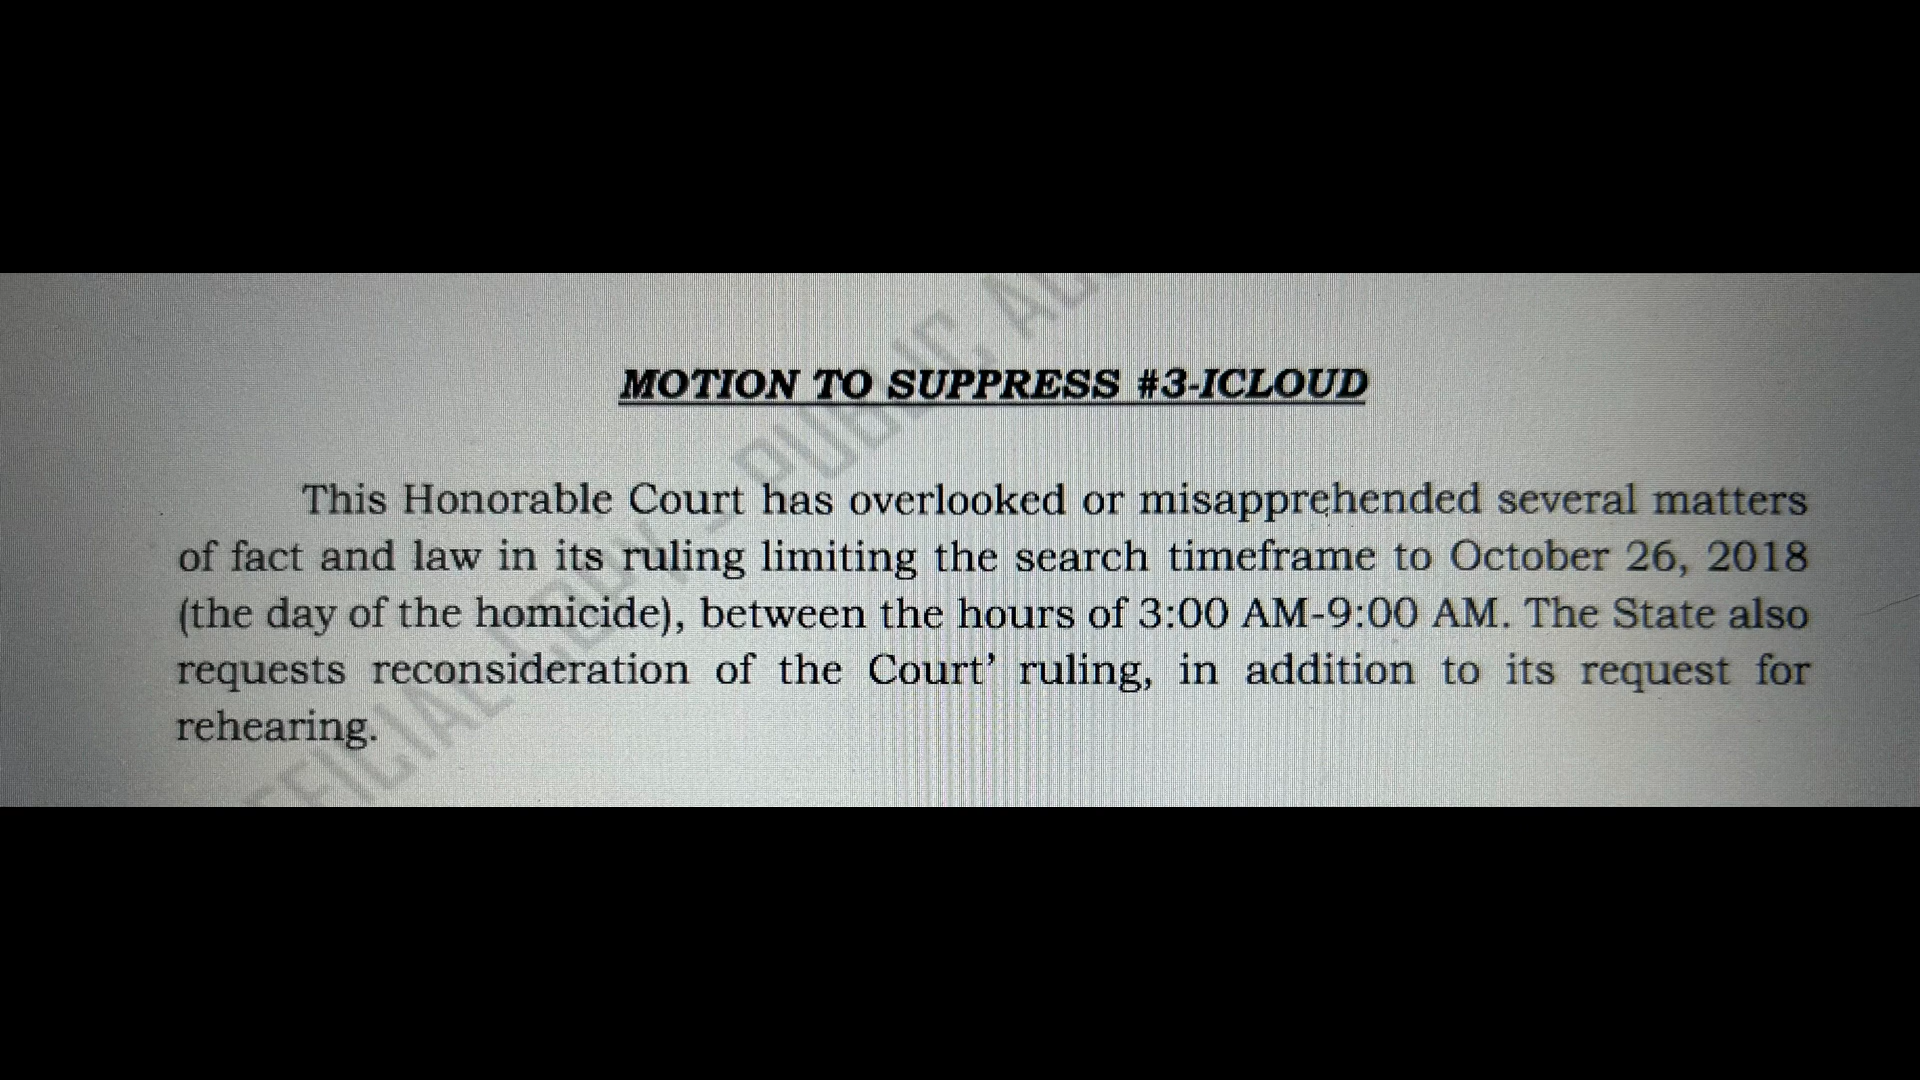 MOTION TO SUPPRESS #3-ICLOUD
This Honorable Court has overlooked or misapprehended several matters
of fact and law in its ruling limiting the search timeframe to October 26, 2018
(the day of the homicide), between the hours of 3:00 AM-9:00 AM. The State also
requests reconsideration of the Court’ ruling, in addition to its request for
rehearing.